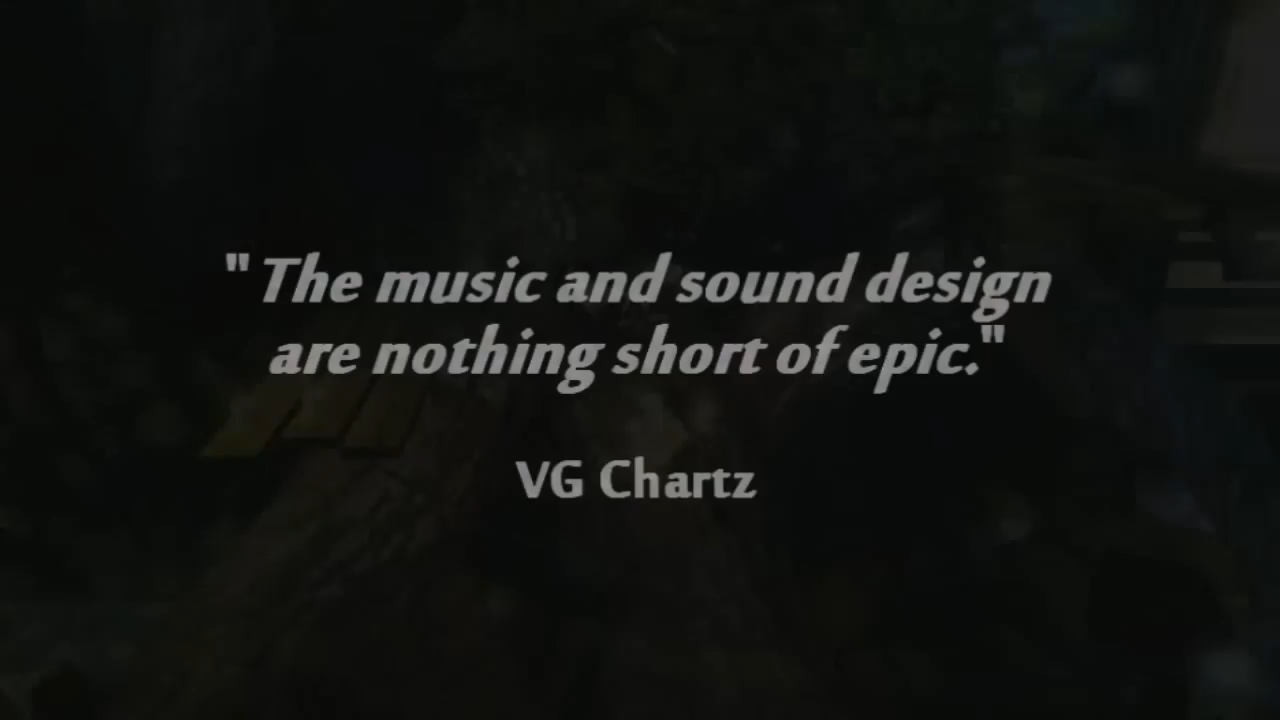 "The music and sound design
are nothing short of epic."
VG Chartz